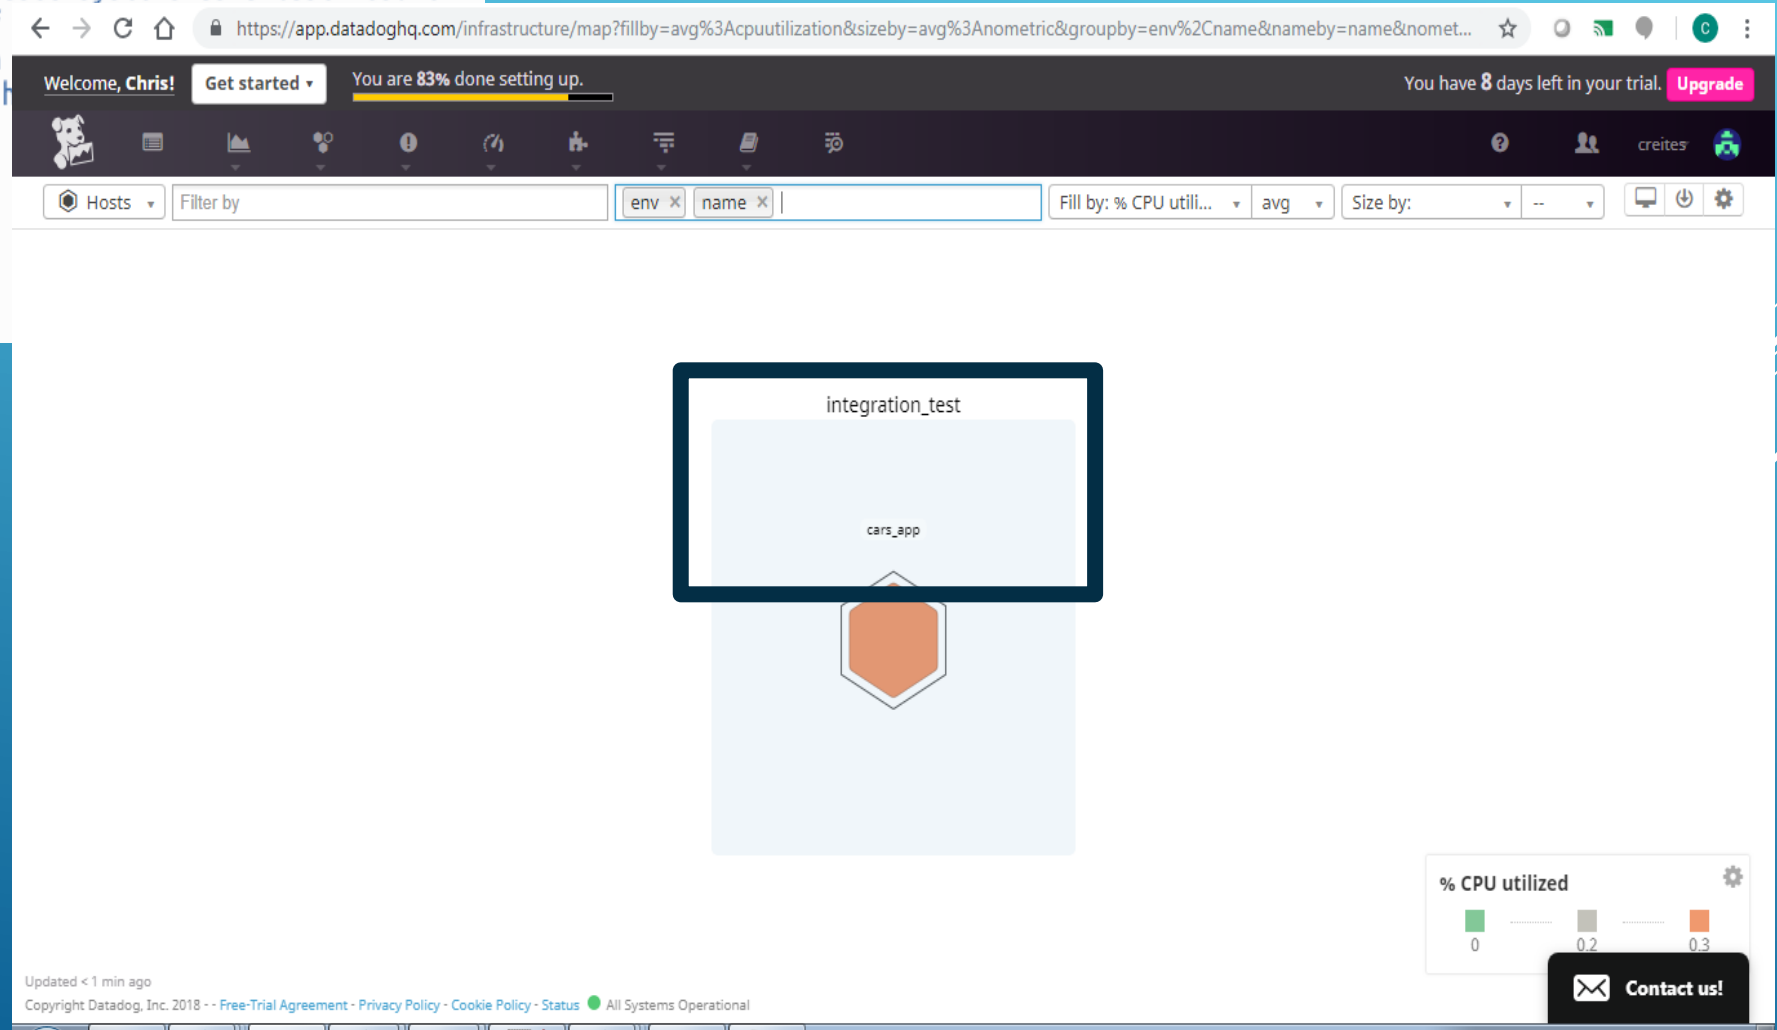 https://app.datadoghq.com/infrastructure/map?fillby=avg%3Acpuutilization&sizeby=avg%3Anometric&groupby=env%2Cname&nameby=name&nomet...
C
Welcome, Chris!
Get started
You are 83% done setting up.
You have 8 days left in your trial.
Upgrade
creites
Hosts
Filter by
env ×
name ×
Fill by: % CPU utili...
avg
Size by:
--
integration_test
cars_app
% CPU utilized
0
0.2
0.3
Contact us!
Updated < 1 min ago
Copyright Datadog, Inc. 2018 - - Free-Trial Agreement - Privacy Policy - Cookie Policy - Status All Systems Operational